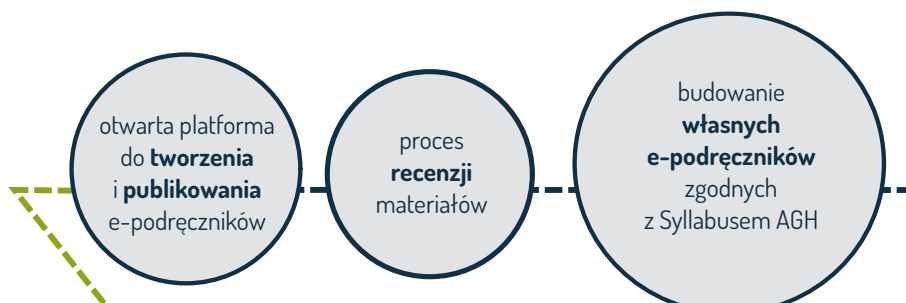 otwarta platforma
do tworzenia
i publikowania
e-podręczników
proces
recenzji
materiałów
budowanie
własnych
e-podręczników
zgodnych
z Syllabusem AGH